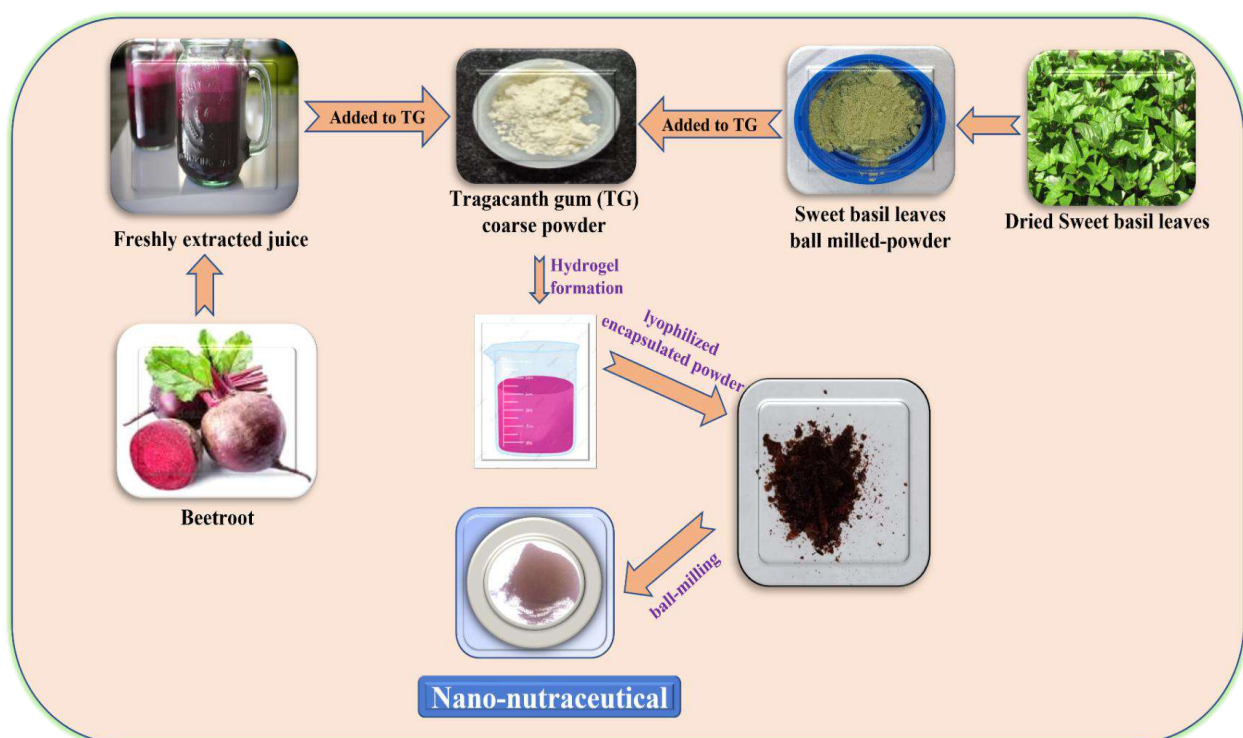 Added to TG
Added to TG
Freshly extracted juice
Tragacanth gum (TG)
coarse powder
Sweet basil leaves
ball milled-powder
Dried Sweet basil leaves
Hydrogel
formation
lyophilized
encapsulated powder
Beetroot
ball-milling
Nano-nutraceutical